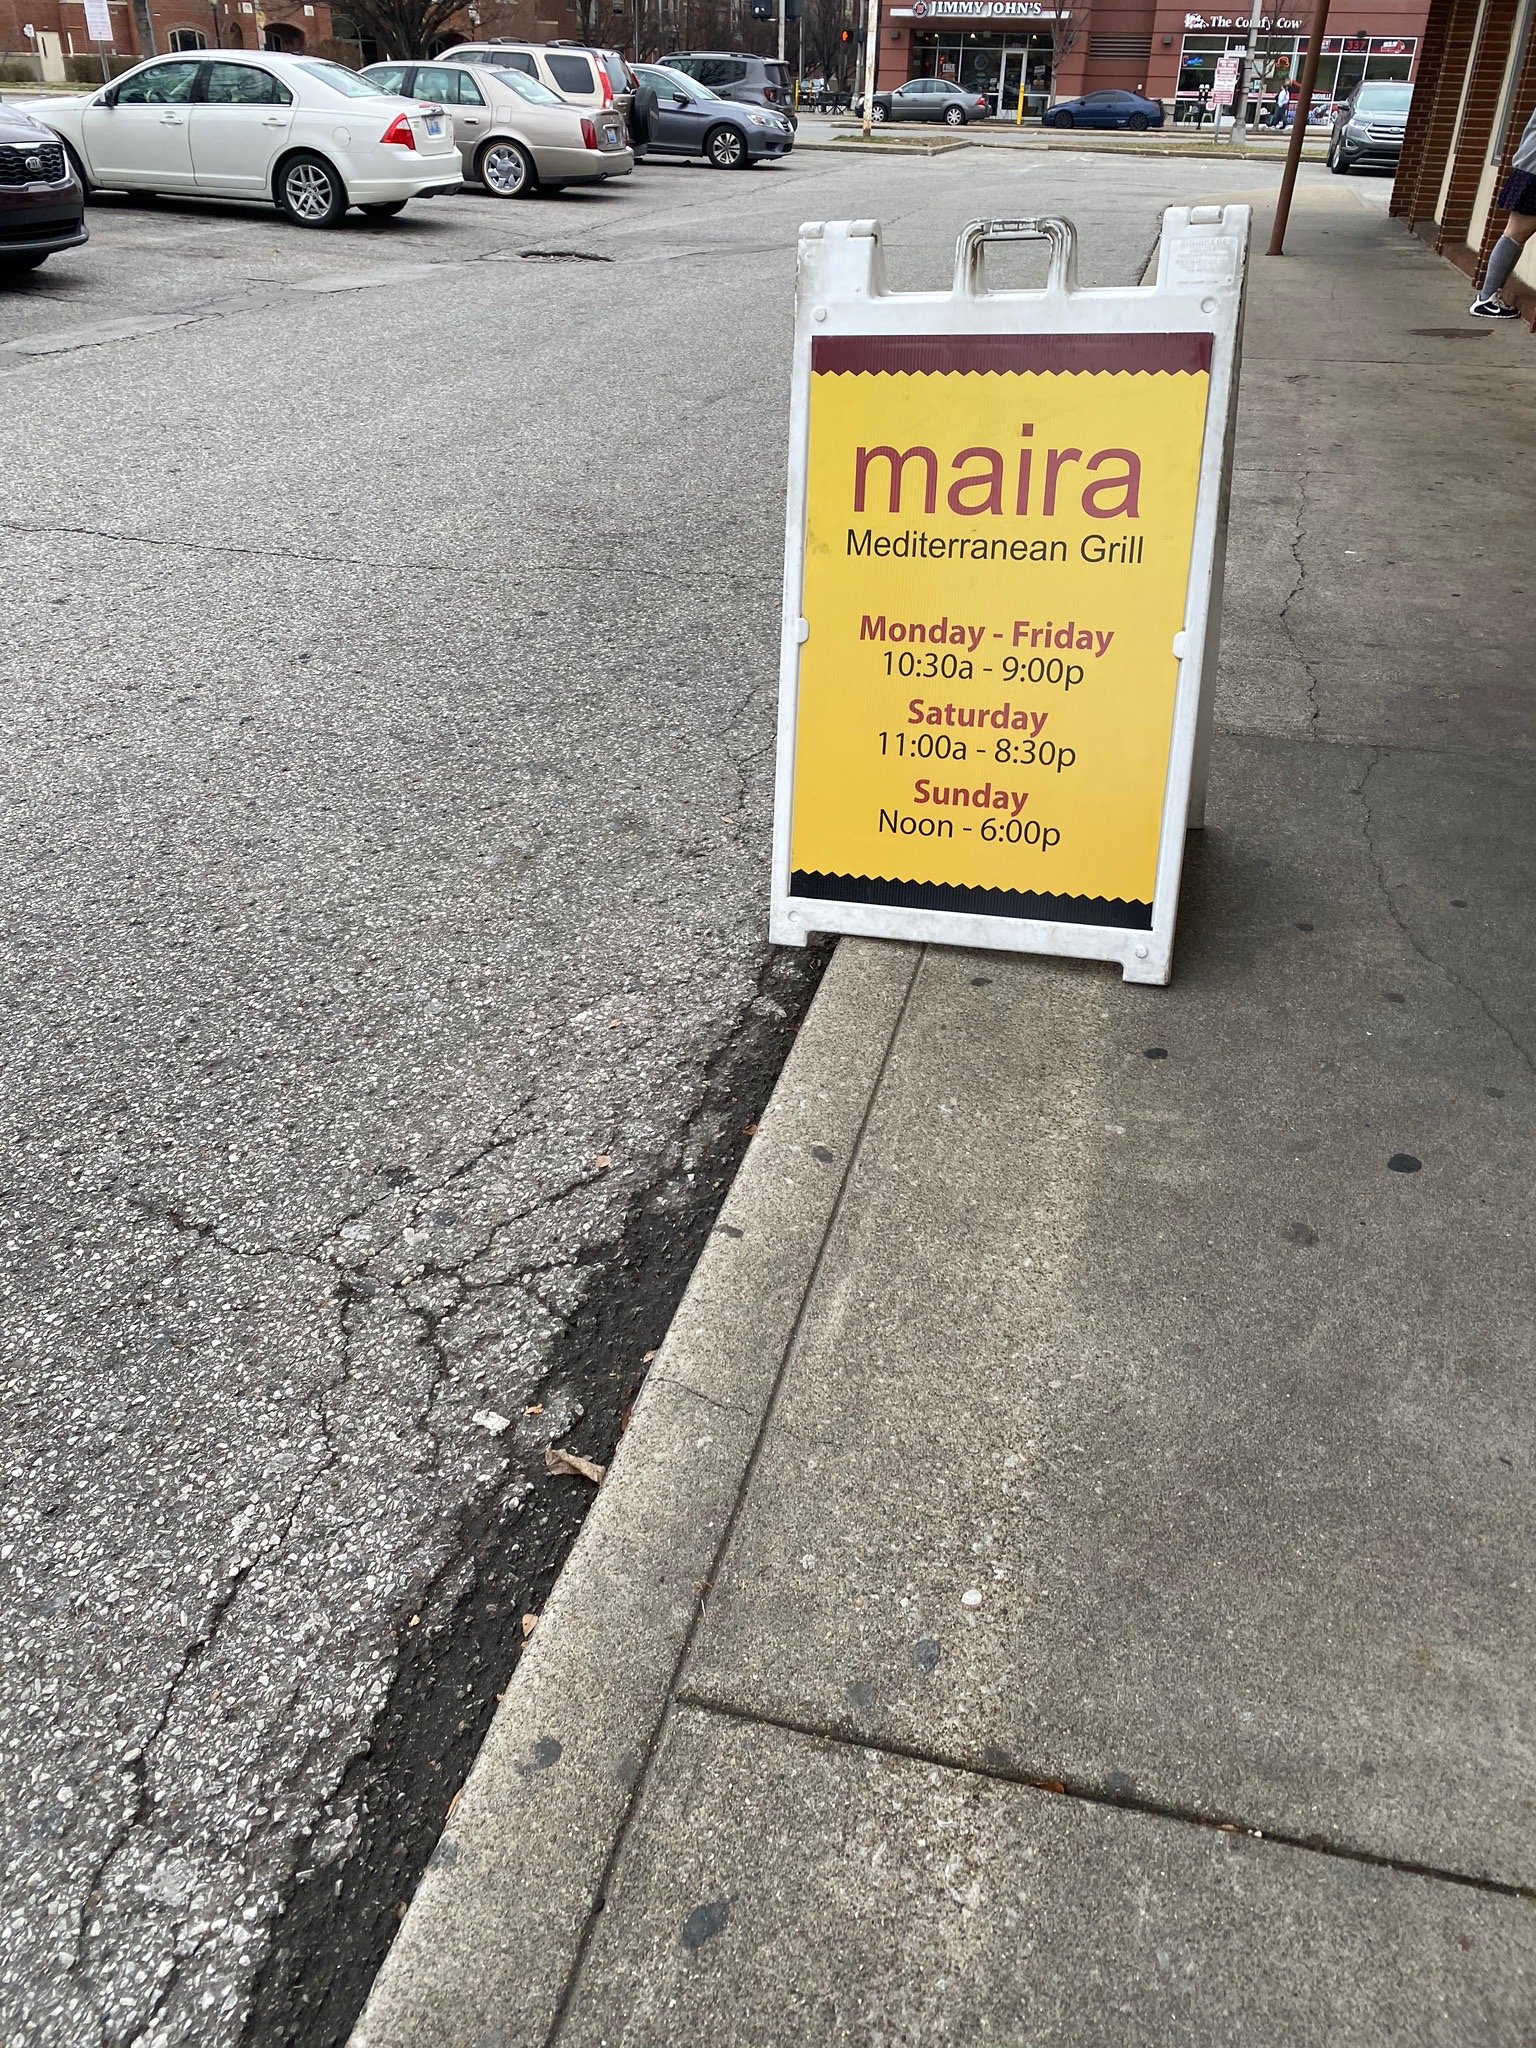 JIMMY JOHN'S
The Comfy Cow
337
maira
Mediterranean Grill
Monday - Friday
10:30a - 9:00p
Saturday
11:00a - 8:30p
Sunday
Noon - 6:00p